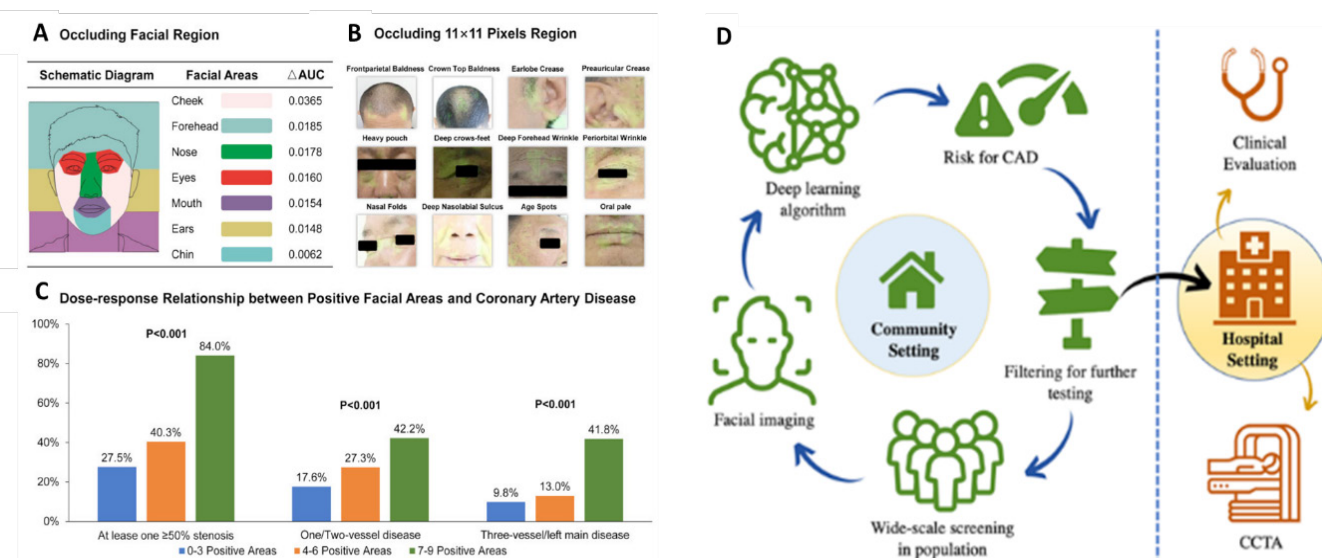 A Occluding Facial Region
Schematic Diagram Facial Areas △AUC
Cheek 0.0365
Forehead 0.0185
Nose 0.0178
Eyes 0.0160
Mouth 0.0154
Ears 0.0148
Chin 0.0062
B Occluding 11×11 Pixels Region
Frontparietal Baldness Crown Top Baldness Earlobe Crease Preauricular Crease
Heavy pouch Deep crows-feet Deep Forehead Wrinkle Periorbital Wrinkle
Nasal Folds Deep Nasolabial Sulcus Age Spots Oral pale
C Dose-response Relationship between Positive Facial Areas and Coronary Artery Disease
100%
80%
60%
40%
20%
0%
P<0.001
27.5% 40.3% 84.0%
P<0.001
17.6% 27.3% 42.2%
P<0.001
9.8% 13.0% 41.8%
At lease one ≥50% stenosis One/Two-vessel disease Three-vessel/left main disease
0-3 Positive Areas 4-6 Positive Areas 7-9 Positive Areas
D
Deep learning
algorithm
Risk for CAD
Community
Setting
Facial imaging
Filtering for further
testing
Wide-scale screening
in population
Clinical
Evaluation
Hospital
Setting
CCTA